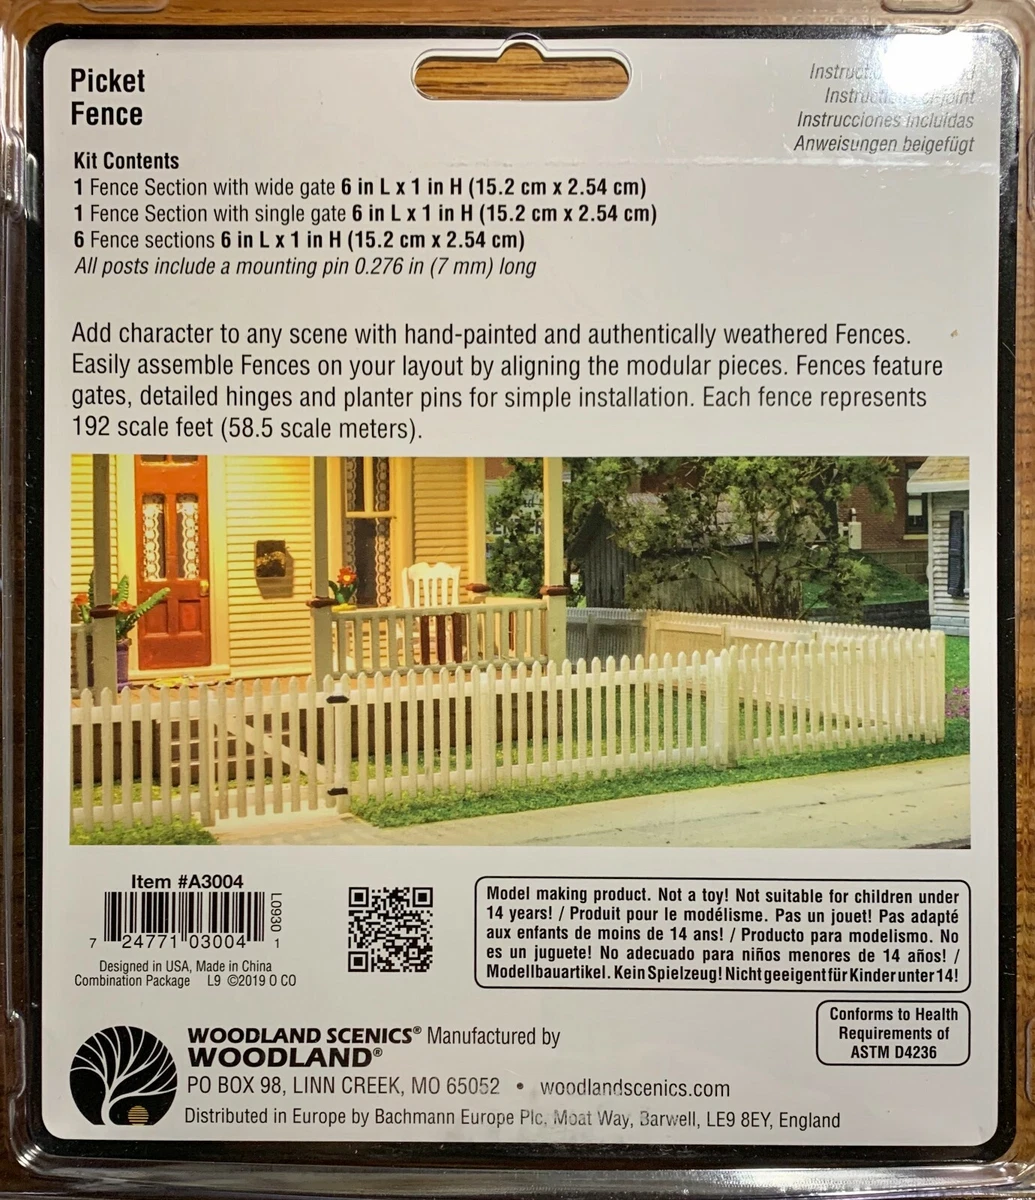 Picket
Fence
Instrucciones incluidas
Anweisungen beigefügt
Kit Contents
1 Fence Section with wide gate 6 in L x 1 in H (15.2 cm x 2.54 cm)
1 Fence Section with single gate 6 in L x 1 in H (15.2 cm x 2.54 cm)
6 Fence sections 6 in L x 1 in H (15.2 cm x 2.54 cm)
All posts include a mounting pin 0.276 in (7 mm) long
Add character to any scene with hand-painted and authentically weathered Fences.
Easily assemble Fences on your layout by aligning the modular pieces. Fences feature
gates, detailed hinges and planter pins for simple installation. Each fence represents
192 scale feet (58.5 scale meters).
Item #A3004
L0930
7 24771 03004 1
Designed in USA, Made in China
Combination Package L9 ©2019 O CO
Model making product. Not a toy! Not suitable for children under
14 years! / Produit pour le modélisme. Pas un jouet! Pas adapté
aux enfants de moins de 14 ans! / Producto para modelismo. No
es un juguete! No adecuado para niños menores de 14 años! /
Modellbauartikel. Kein Spielzeug! Nicht geeigent für Kinder unter 14!
Conforms to Health
Requirements of
ASTM D4236
WOODLAND SCENICS® Manufactured by
WOODLAND®
PO BOX 98, LINN CREEK, MO 65052 • woodlandscenics.com
Distributed in Europe by Bachmann Europe Plc, Moat Way, Barwell, LE9 8EY, England